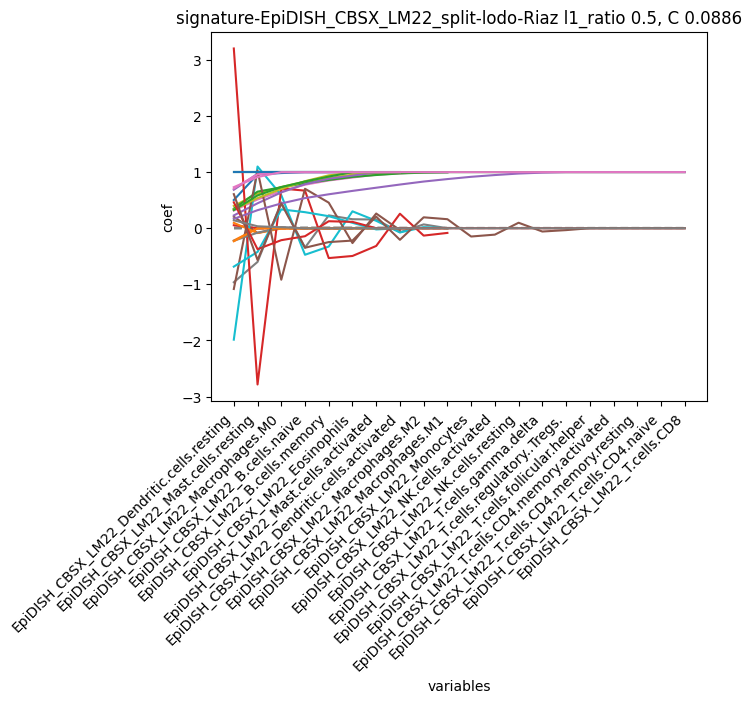 signature-EpiDISH_CBSX_LM22_split-lodo-Riaz l1_ratio 0.5, C 0.0886
3
2
1
0
−1
−2
−3
coef
EpiDISH_CBSX_LM22_Dendritic.cells.resting
EpiDISH_CBSX_LM22_Mast.cells.resting
EpiDISH_CBSX_LM22_Macrophages.M0
EpiDISH_CBSX_LM22_B.cells.naive
EpiDISH_CBSX_LM22_B.cells.memory
EpiDISH_CBSX_LM22_Eosinophils
EpiDISH_CBSX_LM22_Mast.cells.activated
EpiDISH_CBSX_LM22_Dendritic.cells.activated
EpiDISH_CBSX_LM22_Macrophages.M2
EpiDISH_CBSX_LM22_Macrophages.M1
EpiDISH_CBSX_LM22_Monocytes
EpiDISH_CBSX_LM22_NK.cells.activated
EpiDISH_CBSX_LM22_NK.cells.resting
EpiDISH_CBSX_LM22_T.cells.gamma.delta
EpiDISH_CBSX_LM22_T.cells.regulatory.Tregs.
EpiDISH_CBSX_LM22_T.cells.follicular.helper
EpiDISH_CBSX_LM22_T.cells.CD4.memory.activated
EpiDISH_CBSX_LM22_T.cells.CD4.memory.resting
EpiDISH_CBSX_LM22_T.cells.CD4.naive
EpiDISH_CBSX_LM22_T.cells.CD8
variables